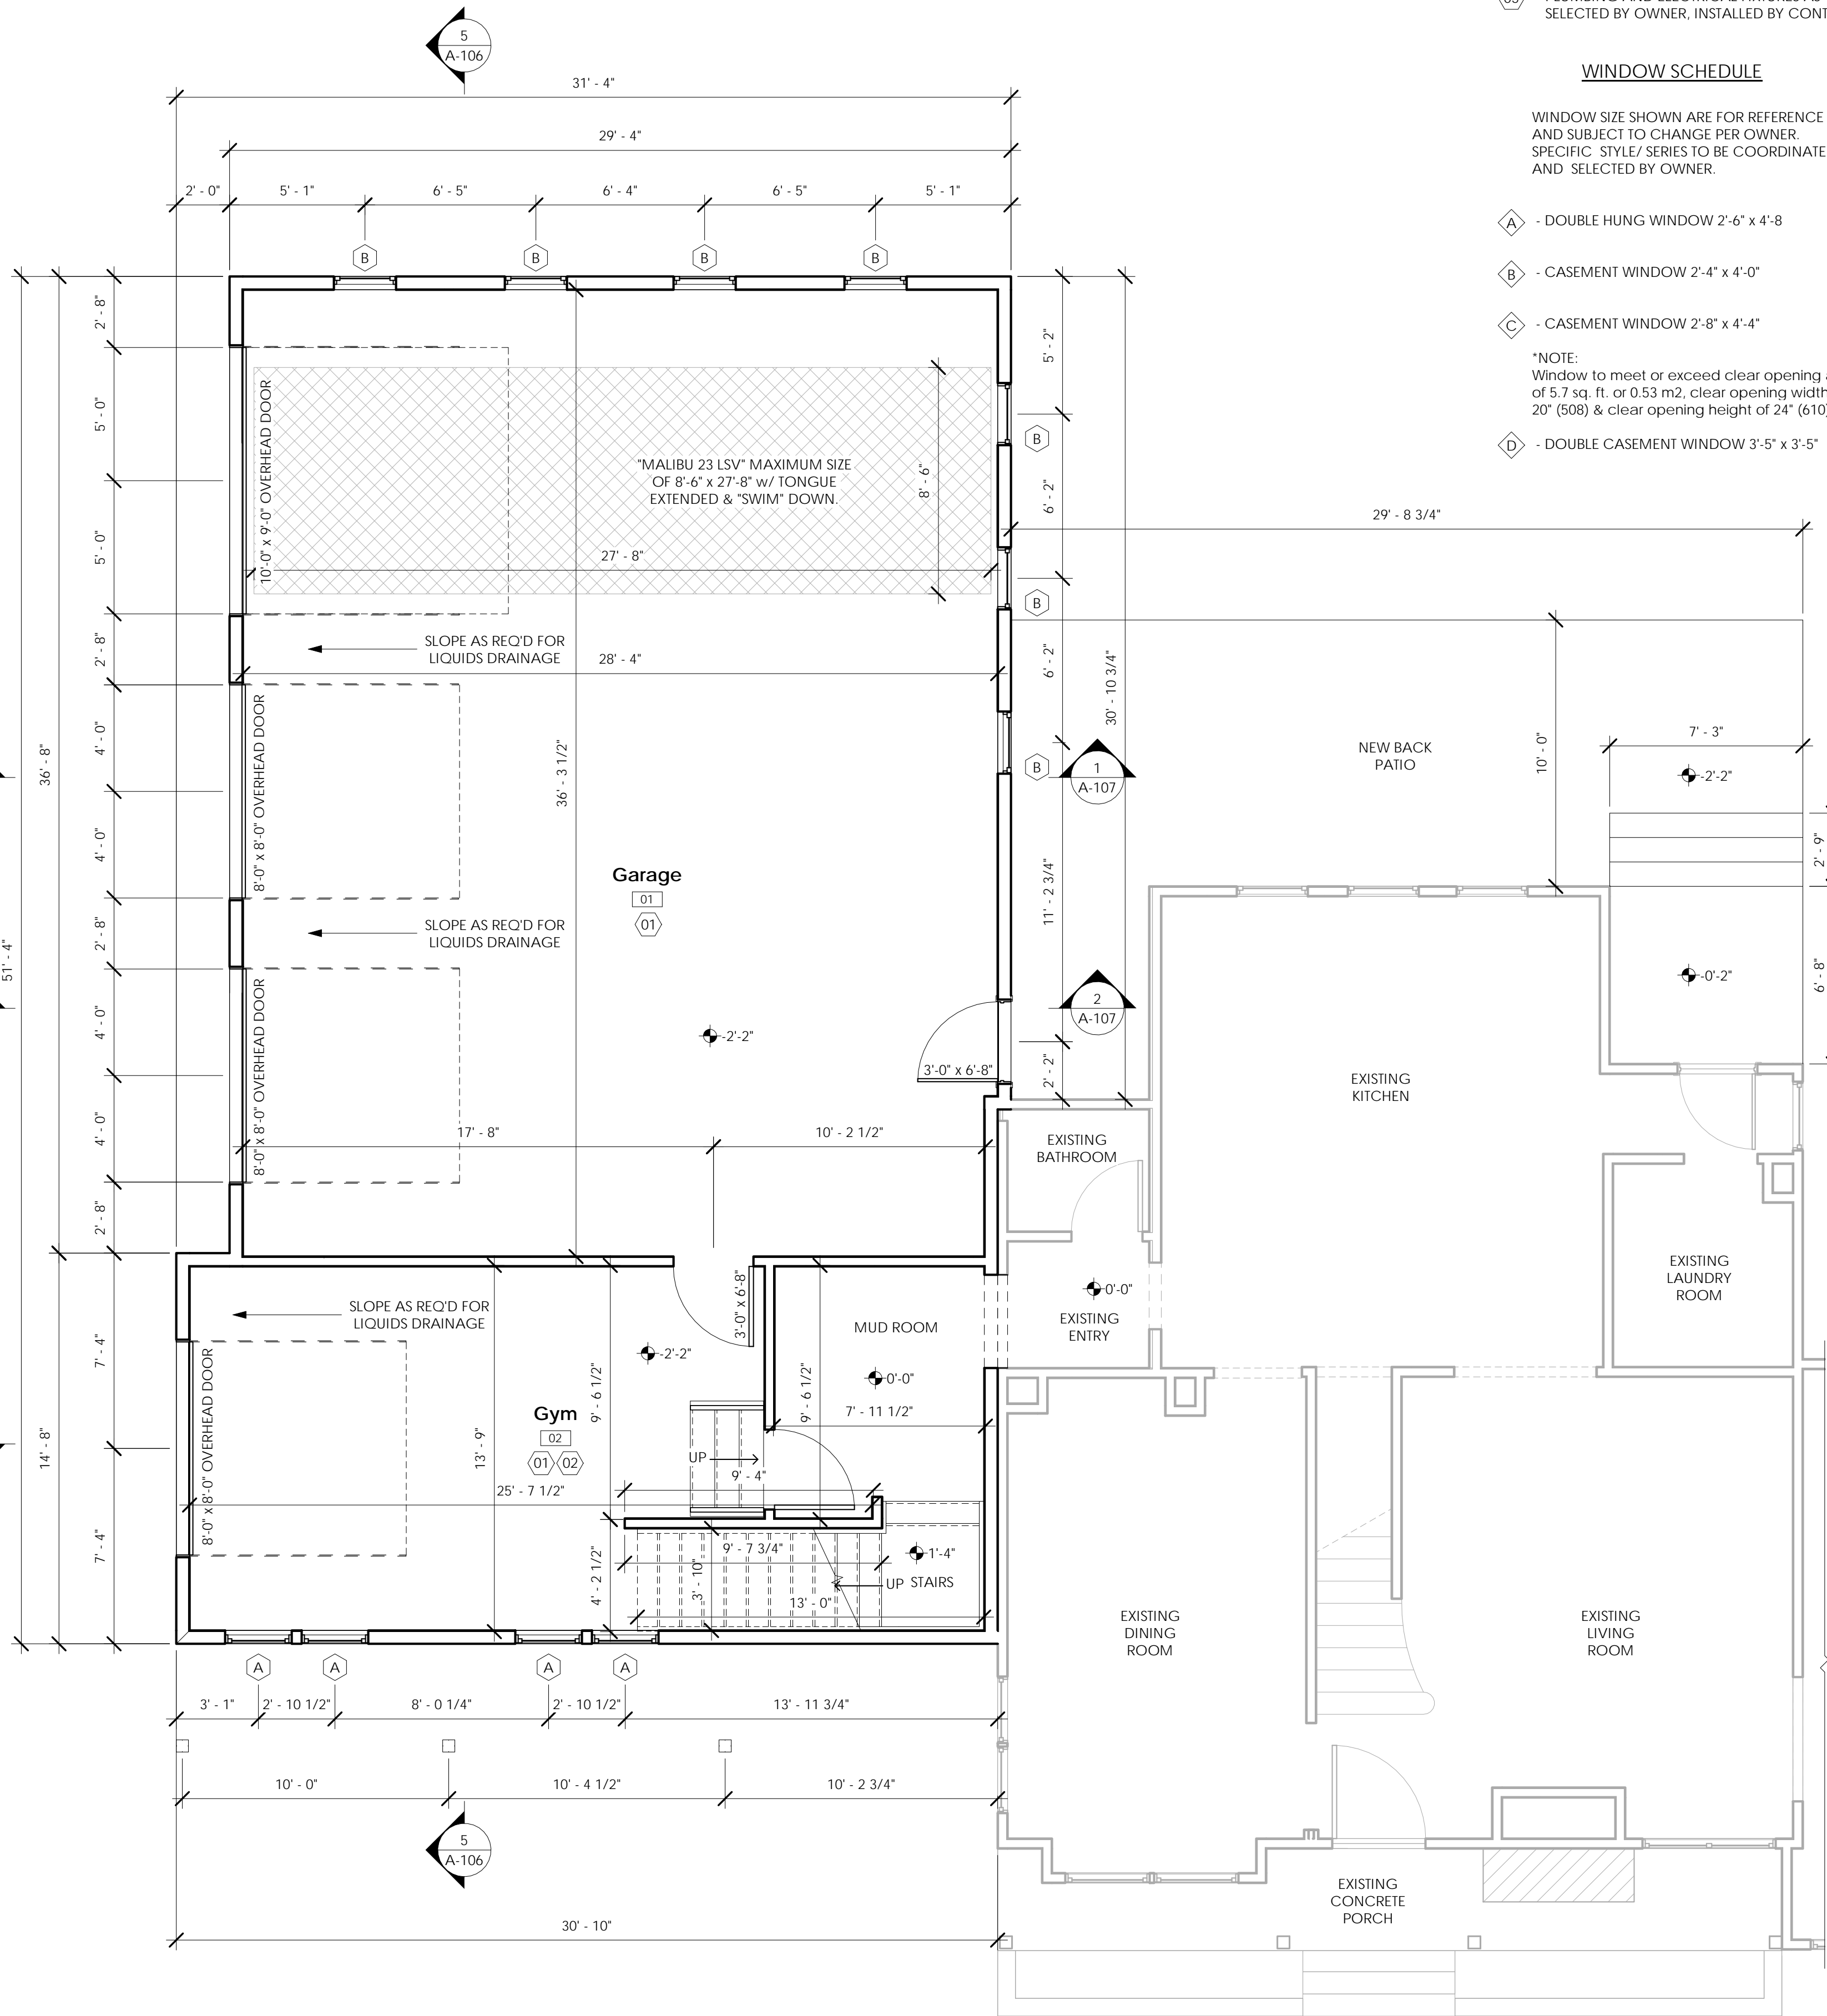 SELECTED BY OWNER, INSTALLED BY CONT
WINDOW SCHEDULE
WINDOW SIZE SHOWN ARE FOR REFERENCE
AND SUBJECT TO CHANGE PER OWNER.
SPECIFIC STYLE/ SERIES TO BE COORDINATE
AND SELECTED BY OWNER.
A - DOUBLE HUNG WINDOW 2'-6" x 4'-8
B - CASEMENT WINDOW 2'-4" x 4'-0"
C - CASEMENT WINDOW 2'-8" x 4'-4"
*NOTE:
Window to meet or exceed clear opening
of 5.7 sq. ft. or 0.53 m2, clear opening width
20" (508) & clear opening height of 24" (610)
D - DOUBLE CASEMENT WINDOW 3'-5" x 3'-5"
5
A-106
31' - 4"
29' - 4"
2' - 0"
5' - 1"
6' - 5"
6' - 4"
6' - 5"
5' - 1"
B
B
B
B
2' - 8"
5' - 0"
5' - 0"
2' - 8"
4' - 0"
4' - 0"
2' - 8"
4' - 0"
4' - 0"
2' - 8"
7' - 4"
7' - 4"
36' - 8"
14' - 8"
51' - 4"
10'-0" x 9'-0" OVERHEAD DOOR
"MALIBU 23 LSV" MAXIMUM SIZE
OF 8'-6" x 27'-8" w/ TONGUE
EXTENDED & "SWIM" DOWN.
8' - 6"
27' - 8"
SLOPE AS REQ'D FOR
LIQUIDS DRAINAGE
28' - 4"
36' - 3 1/2"
8'-0" x 8'-0" OVERHEAD DOOR
Garage
01
01
SLOPE AS REQ'D FOR
LIQUIDS DRAINAGE
8'-0" x 8'-0" OVERHEAD DOOR
-2'-2"
3'-0" x 6'-8"
17' - 8"
10' - 2 1/2"
5' - 2"
B
6' - 2"
B
6' - 2"
B
30' - 10 3/4"
11' - 2 3/4"
2' - 2"
1
A-107
2
A-107
29' - 8 3/4"
NEW BACK
PATIO
10' - 0"
7' - 3"
-2'-2"
2' - 9"
-0'-2"
6' - 8"
EXISTING
KITCHEN
EXISTING
BATHROOM
0'-0"
EXISTING
ENTRY
EXISTING
LAUNDRY
ROOM
SLOPE AS REQ'D FOR
LIQUIDS DRAINAGE
8'-0" x 8'-0" OVERHEAD DOOR
3'-0" x 6'-8"
-2'-2"
MUD ROOM
0'-0"
7' - 11 1/2"
9' - 6 1/2"
9' - 6 1/2"
13' - 9"
Gym
02
01 02
UP
9' - 4"
25' - 7 1/2"
9' - 7 3/4"
4' - 2 1/2"
3' - 10"
1'-4"
UP STAIRS
13' - 0"
A
A
A
A
3' - 1"
2' - 10 1/2"
8' - 0 1/4"
2' - 10 1/2"
13' - 11 3/4"
10' - 0"
10' - 4 1/2"
10' - 2 3/4"
5
A-106
30' - 10"
EXISTING
DINING
ROOM
EXISTING
LIVING
ROOM
EXISTING
CONCRETE
PORCH